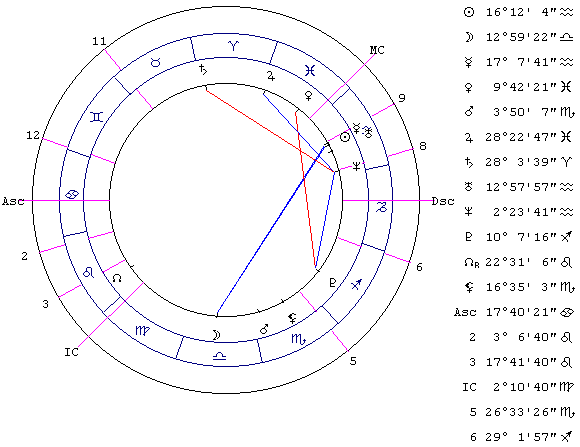 11
MC
9
12
8
Asc
Dsc
2
6
3
IC
5
☉ 16°12' 4"♒
☽ 12°59'22"♎
☿ 17° 7'41"♒
♀ 9°42'21"♓
♂ 3°50' 7"♏
♃ 28°22'47"♓
♄ 28° 3'39"♈
♅ 12°57'57"♒
♆ 2°23'41"♒
♇ 10° 7'16"♐
☊R 22°31' 6"♌
⚸ 16°35' 3"♏
Asc 17°40'21"♋
2 3° 6'40"♌
3 17°41'40"♌
IC 2°10'40"♍
5 26°33'26"♏
6 29° 1'57"♐